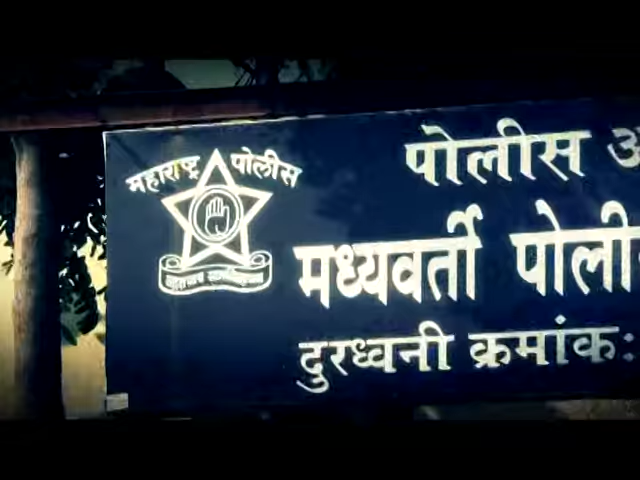 महाराष्ट्र पोलीस
पोलीस
मध्यवर्ती
दुरध्वनी क्रमांक: